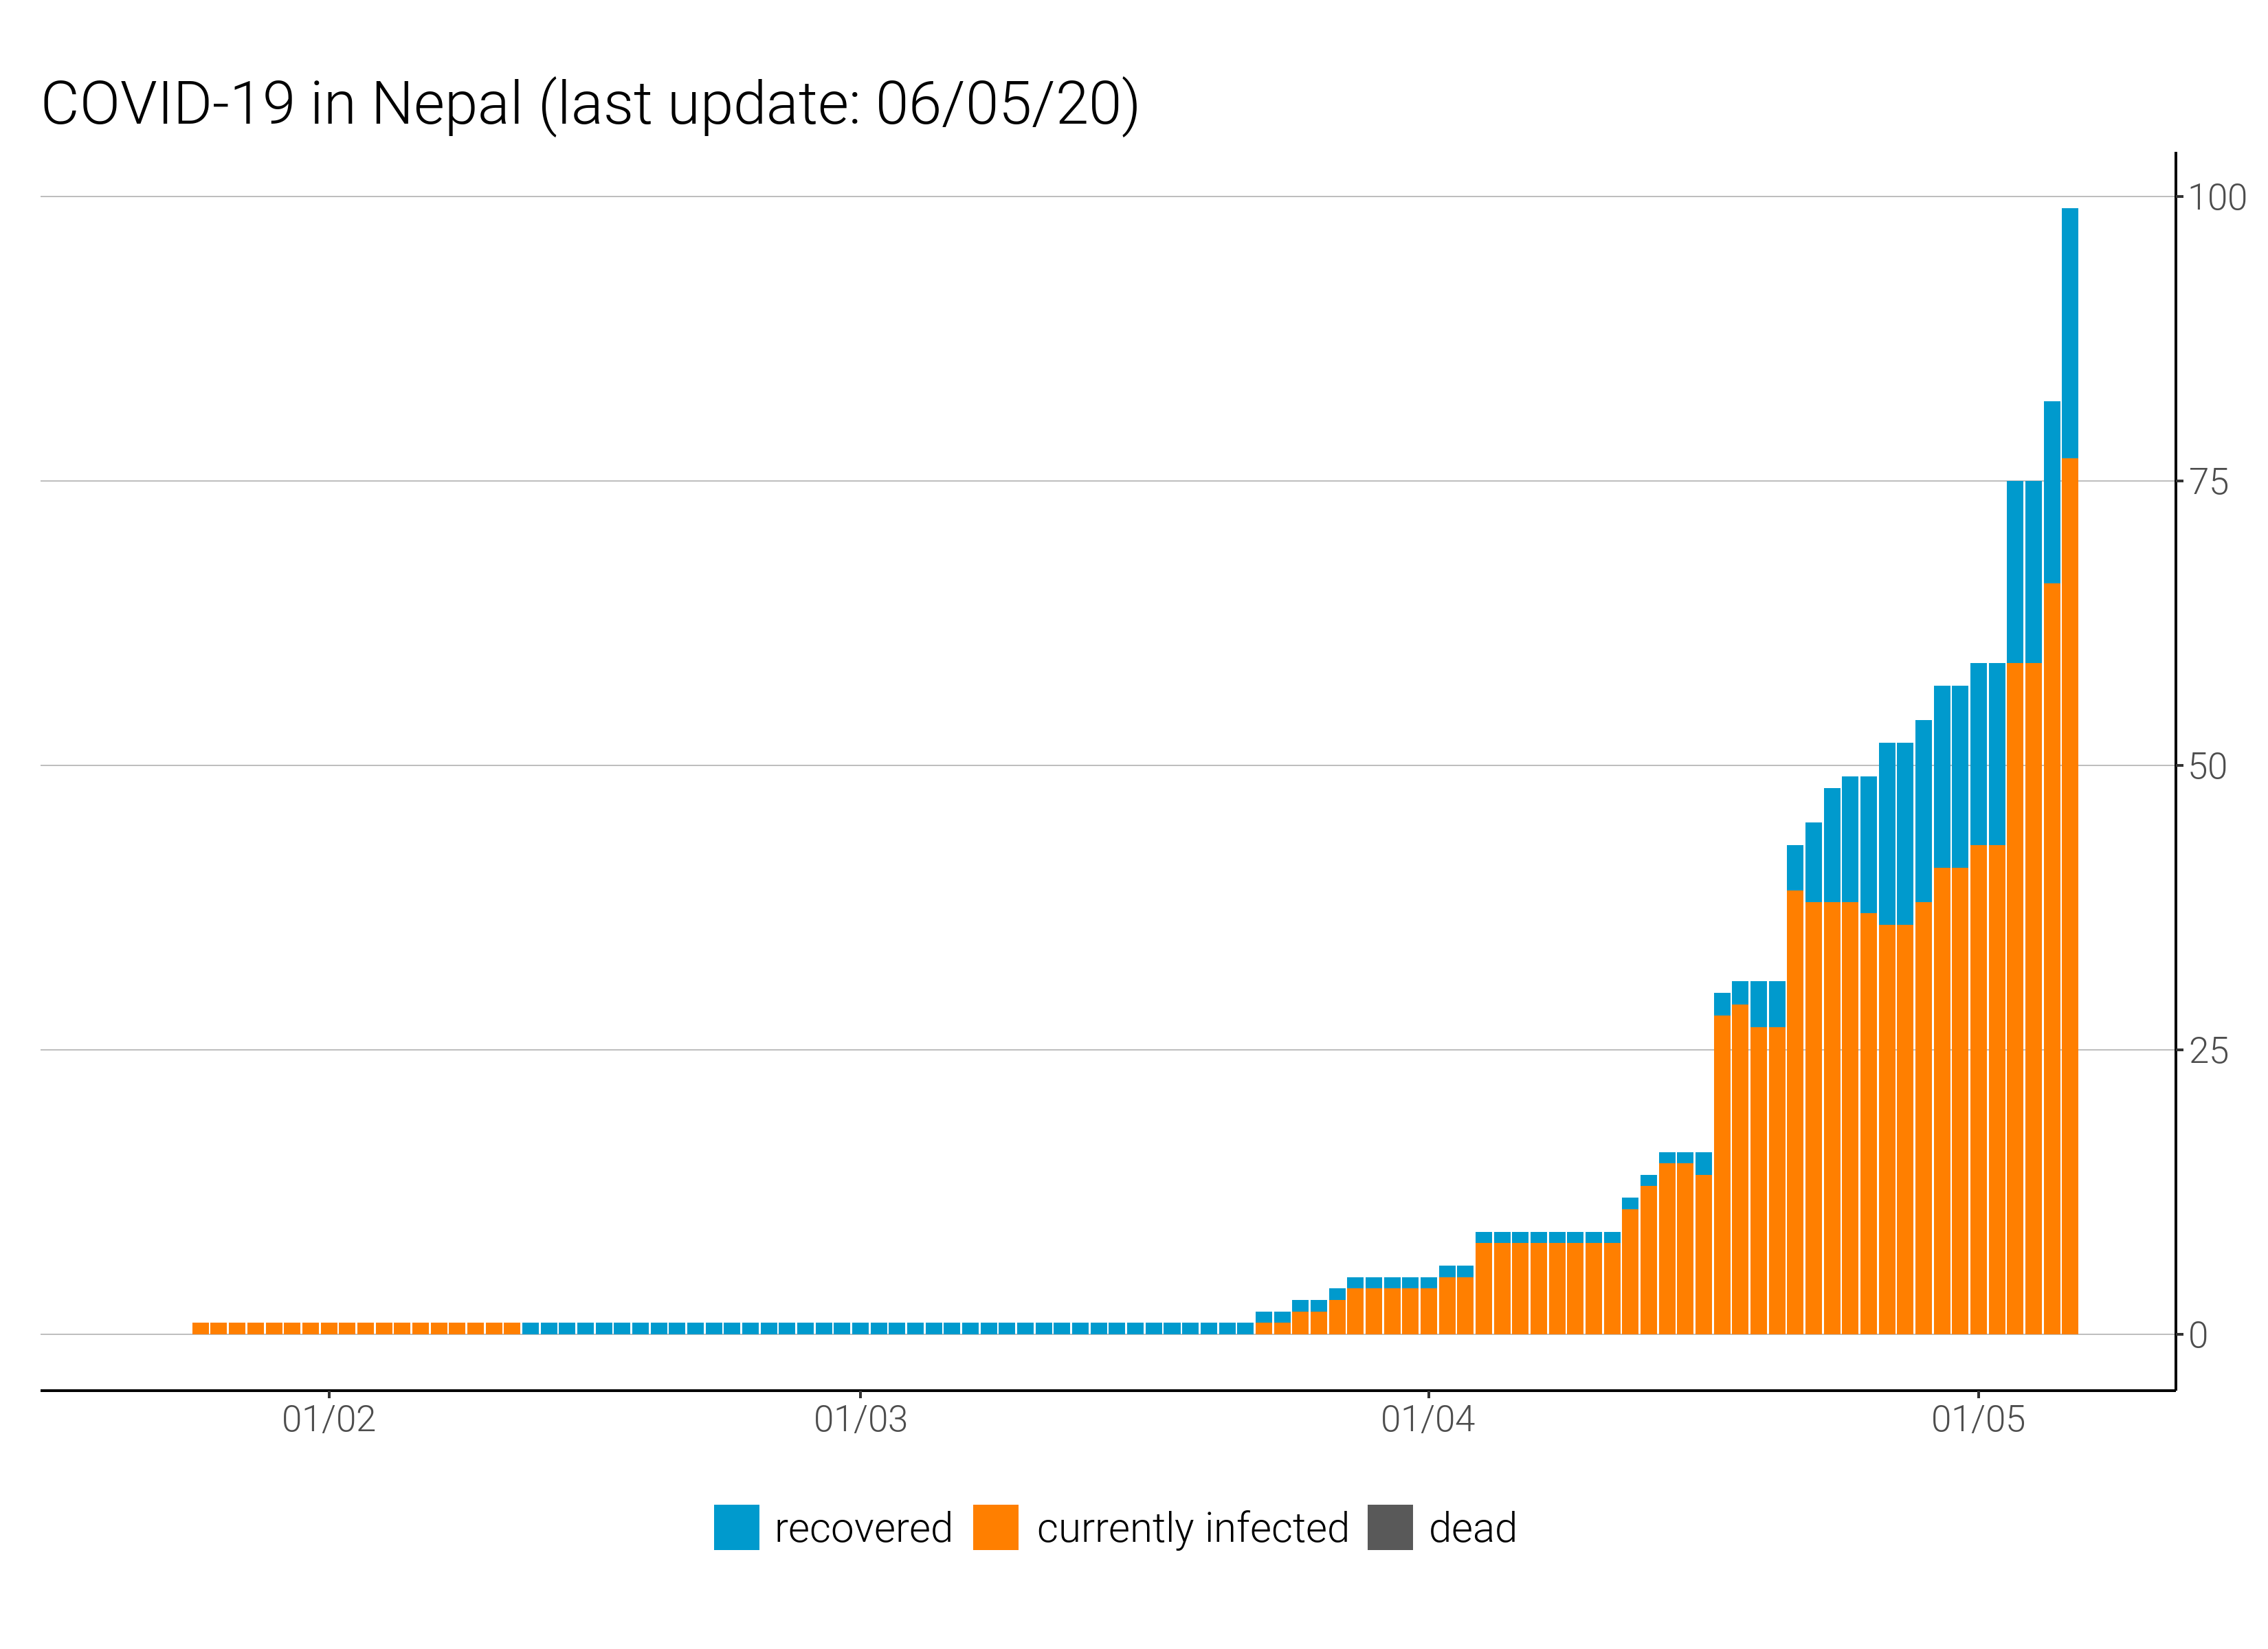 COVID-19 in Nepal (last update: 06/05/20)
100
75
50
25
0
01/02 01/03 01/04 01/05
recovered currently infected dead